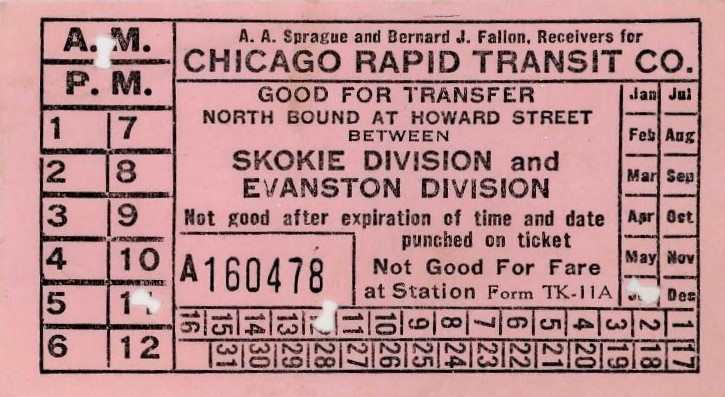 A. M.
P. M.
1 7
2 8
3 9
4 10
5
6 12
A. A. Sprague and Bernard J. Fallon, Receivers for
CHICAGO RAPID TRANSIT CO.
GOOD FOR TRANSFER
NORTH BOUND AT HOWARD STREET
BETWEEN
SKOKIE DIVISION and
EVANSTON DIVISION
Not good after expiration of time and date
punched on ticket
A160478
Not Good For Fare
at Station Form TK-11A
Jan Jul
Feb Aug
Mar Sep
Apr Oct
May Nov
Dec
16 15 14 13 11 10 9 8 7 6 5 4 3 2 1
31 30 29 28 27 26 25 24 23 22 21 20 19 18 17